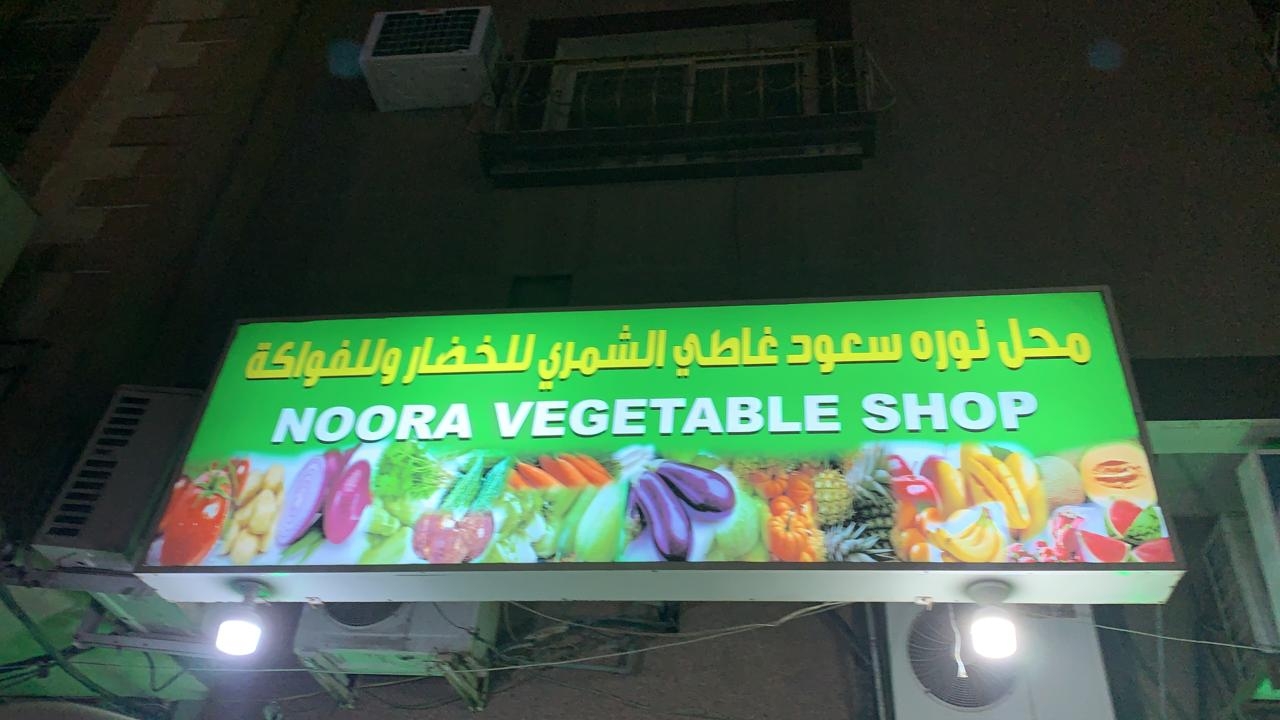 محل نوره سعود غاطي الشمري للخضار وللفواكة
NOORA VEGETABLE SHOP